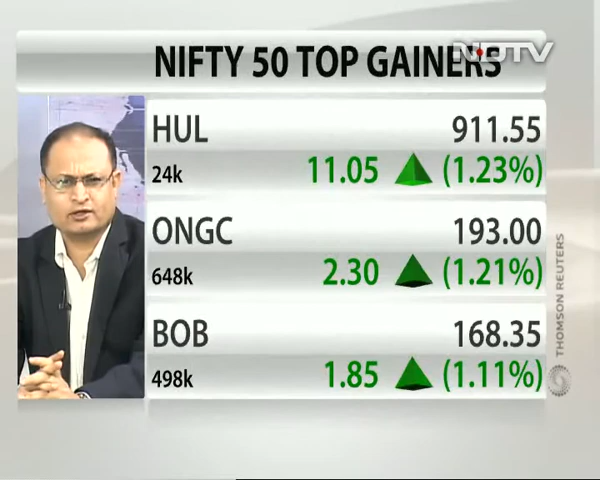 NDTV
NIFTY 50 TOP GAINERS
HUL 911.55
24k 11.05 (1.23%)
ONGC 193.00
648k 2.30 (1.21%)
BOB 168.35
498k 1.85 (1.11%)
THOMSON REUTERS